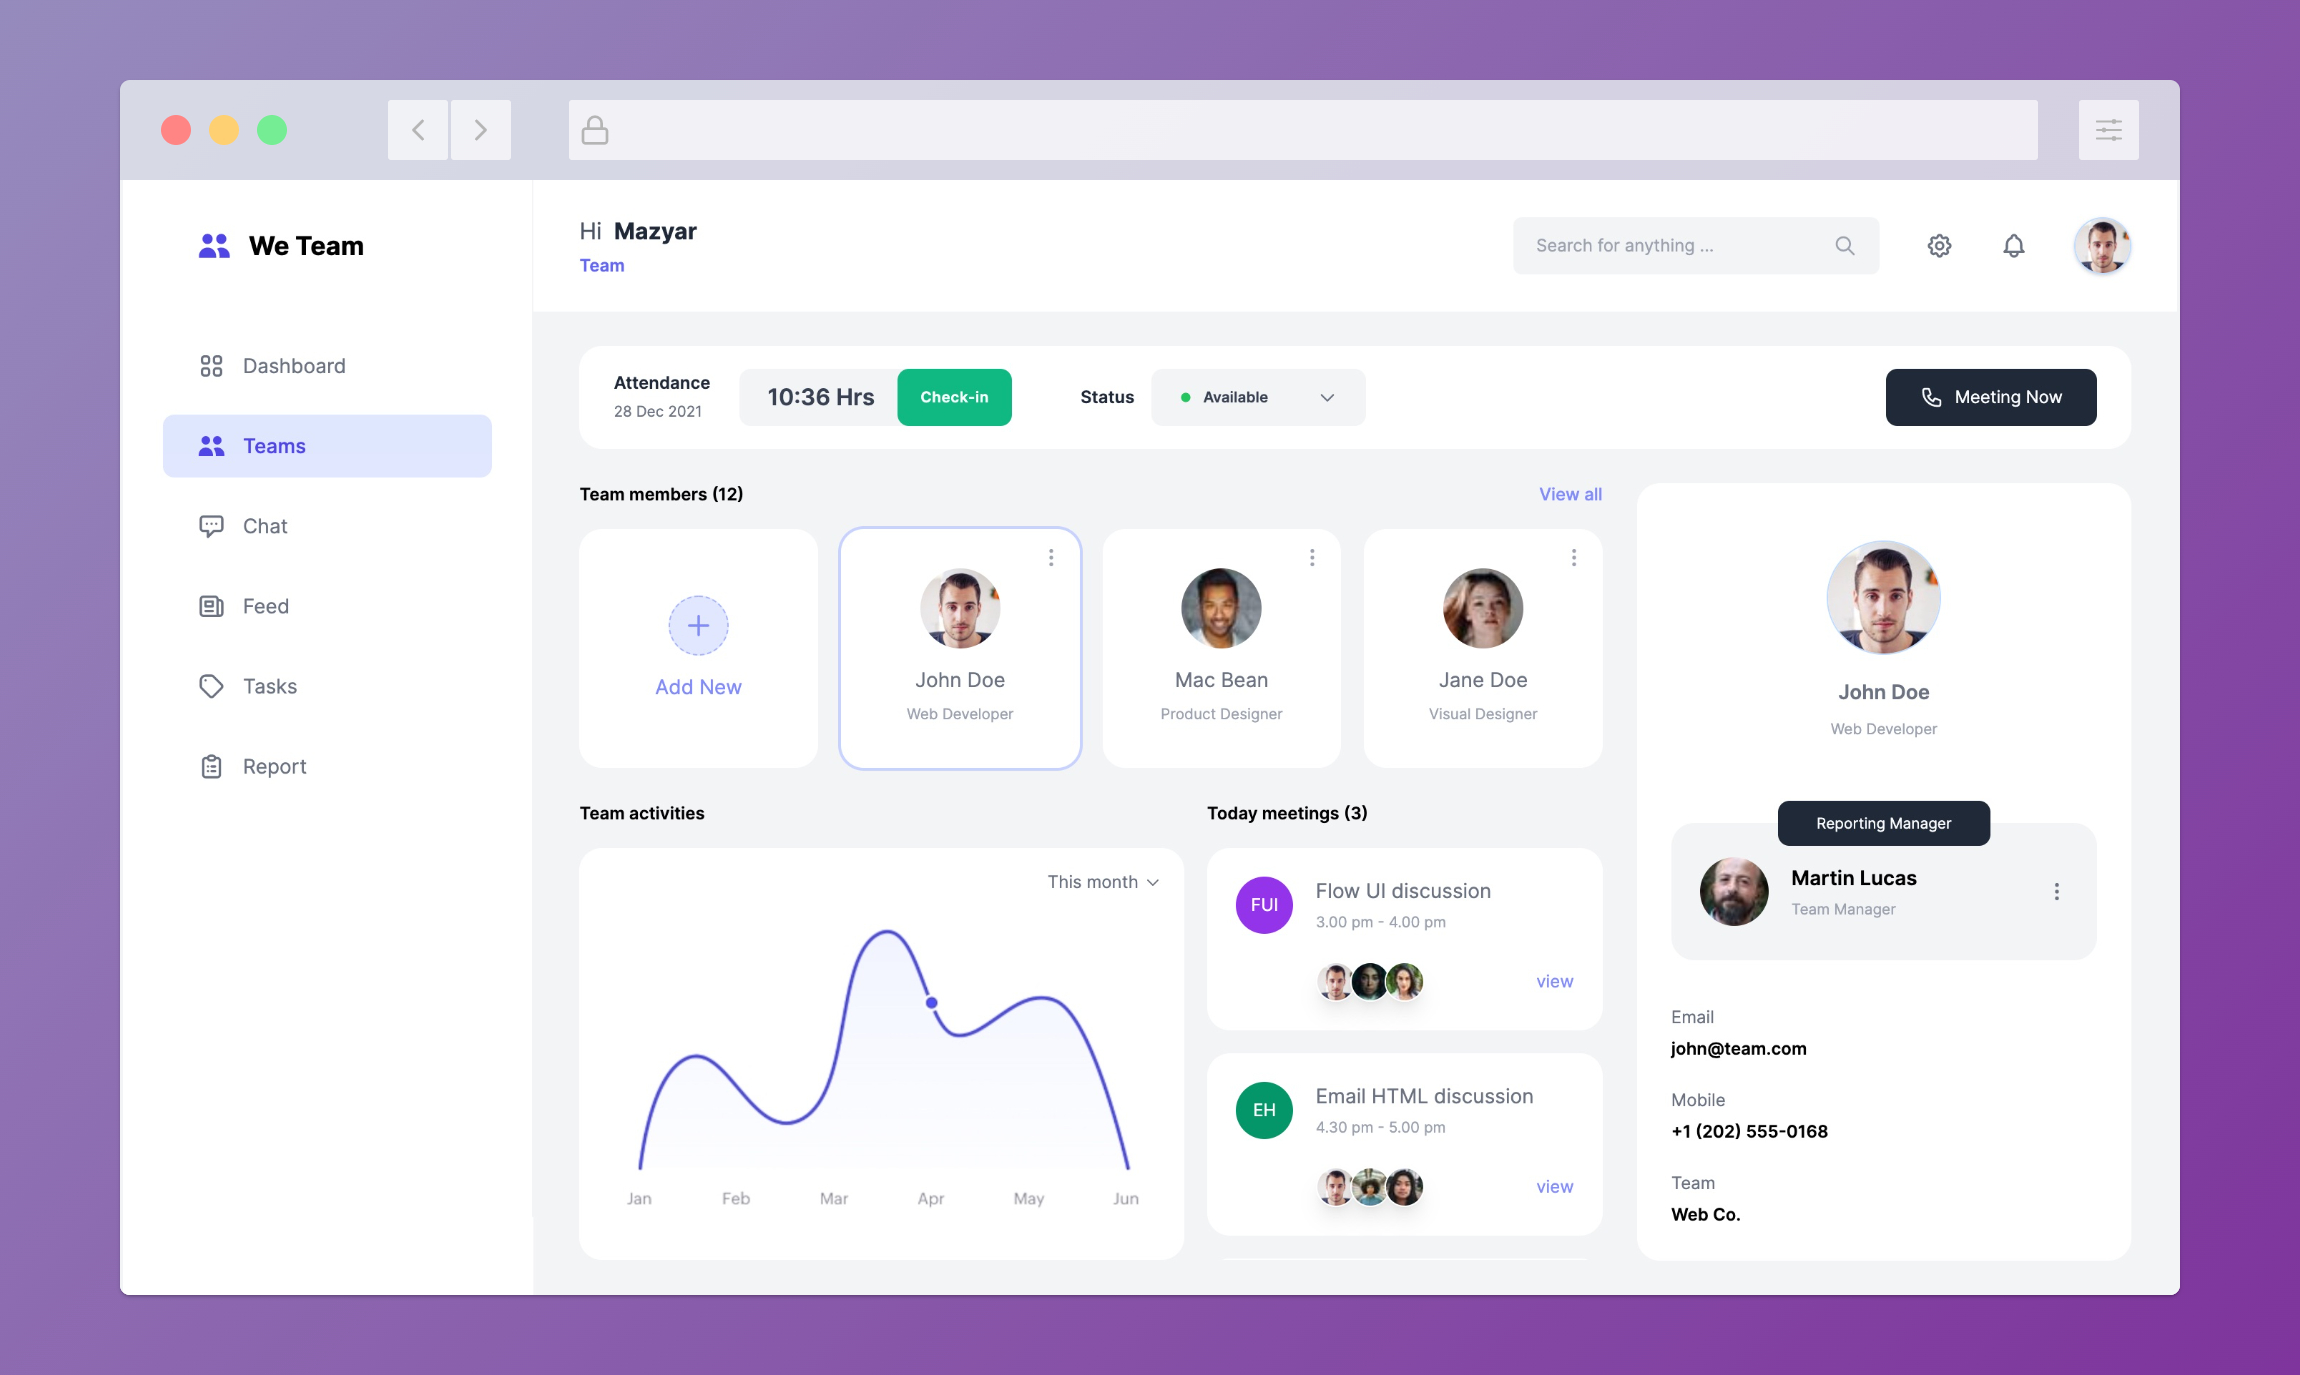 We Team
Dashboard
Teams
Chat
Feed
Tasks
Report
Hi Mazyar
Team
Search for anything ...
Attendance
28 Dec 2021
10:36 Hrs
Check-in
Status
Available
Meeting Now
Team members (12)
View all
Add New
John Doe
Web Developer
Mac Bean
Product Designer
Jane Doe
Visual Designer
Team activities
This month
Jan Feb Mar Apr May Jun
Today meetings (3)
FUI
Flow UI discussion
3.00 pm - 4.00 pm
view
EH
Email HTML discussion
4.30 pm - 5.00 pm
view
John Doe
Web Developer
Reporting Manager
Martin Lucas
Team Manager
Email
john@team.com
Mobile
+1 (202) 555-0168
Team
Web Co.